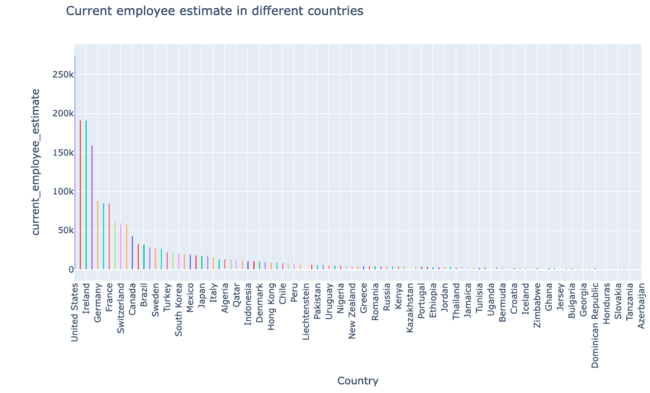 Current employee estimate in different countries
current_employee_estimate
250k
200k
150k
100k
50k
0
United States
Ireland
Germany
France
Switzerland
Canada
Brazil
Sweden
Turkey
South Korea
Mexico
Japan
Italy
Algeria
Qatar
Indonesia
Denmark
Hong Kong
Chile
Peru
Liechtenstein
Pakistan
Uruguay
Nigeria
New Zealand
Greece
Romania
Russia
Kenya
Kazakhstan
Portugal
Ethiopia
Jordan
Thailand
Jamaica
Tunisia
Uganda
Bermuda
Croatia
Iceland
Zimbabwe
Ghana
Jersey
Bulgaria
Georgia
Dominican Republic
Honduras
Slovakia
Tanzania
Azerbaijan
Country